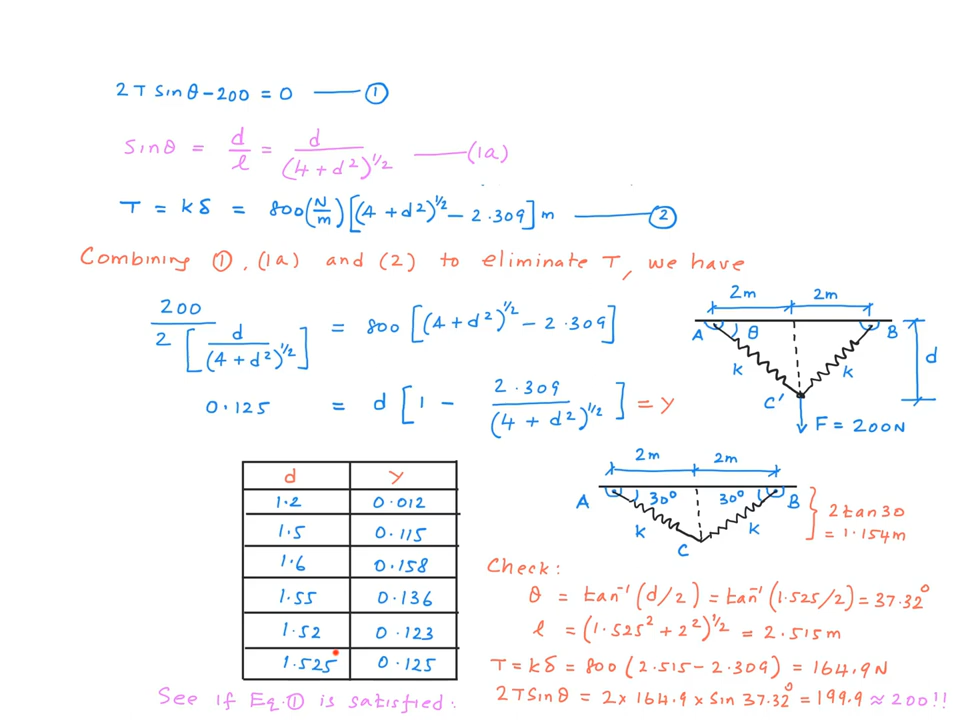 2T sinθ - 200 = 0 —— ①
sinθ = d/l = d/(4 + d²)^½ —— (1a)
T = kδ = 800(N/m)[(4 + d²)^½ - 2.309] m —— ②
Combining ①, (1a) and (2) to eliminate T, we have
200 / 2[d/(4 + d²)^½] = 800[(4 + d²)^½ - 2.309]
0.125 = d[1 - 2.309/(4 + d²)^½] = Y
2m 2m
A θ B
k k d
C'
F = 200N
2m 2m
A 30° 30° B
k k
C
2tan30
= 1.154m
d Y
1.2 0.012
1.5 0.115
1.6 0.158
1.55 0.136
1.52 0.123
1.525 0.125
See if Eq.① is satisfied:
Check:
θ = tan⁻¹(d/2) = tan⁻¹(1.525/2) = 37.32°
l = (1.525² + 2²)^½ = 2.515m
T = kδ = 800(2.515 - 2.309) = 164.9N
2Tsinθ = 2 × 164.9 × sin 37.32° = 199.9 ≈ 200!!